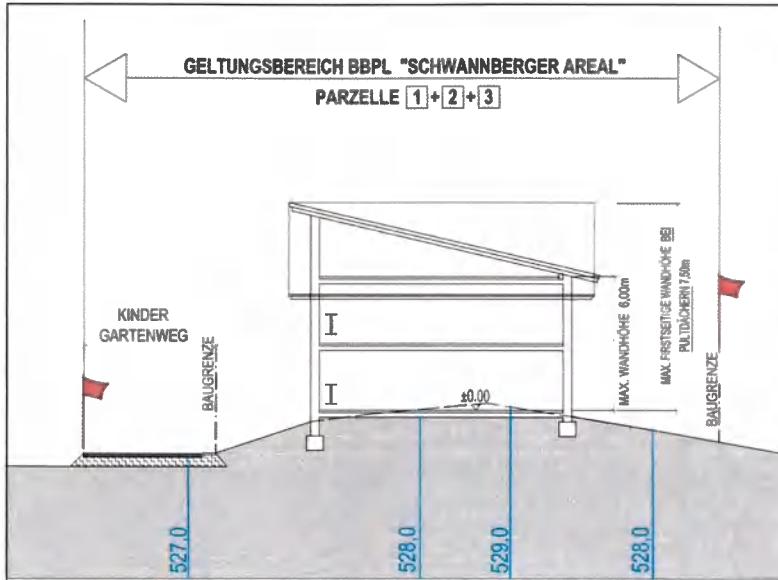 GELTUNGSBEREICH BBPL "SCHWANNBERGER AREAL"
PARZELLE 1 + 2 + 3
KINDER
GARTENWEG
BAUGRENZE
I
I
±0.00
MAX. WANDHÖHE 6,00m
MAX. FIRSTSEITIGE WANDHÖHE BEI
PULTDÄCHERN 7,50m
BAUGRENZE
527.0
528.0
529.0
528.0